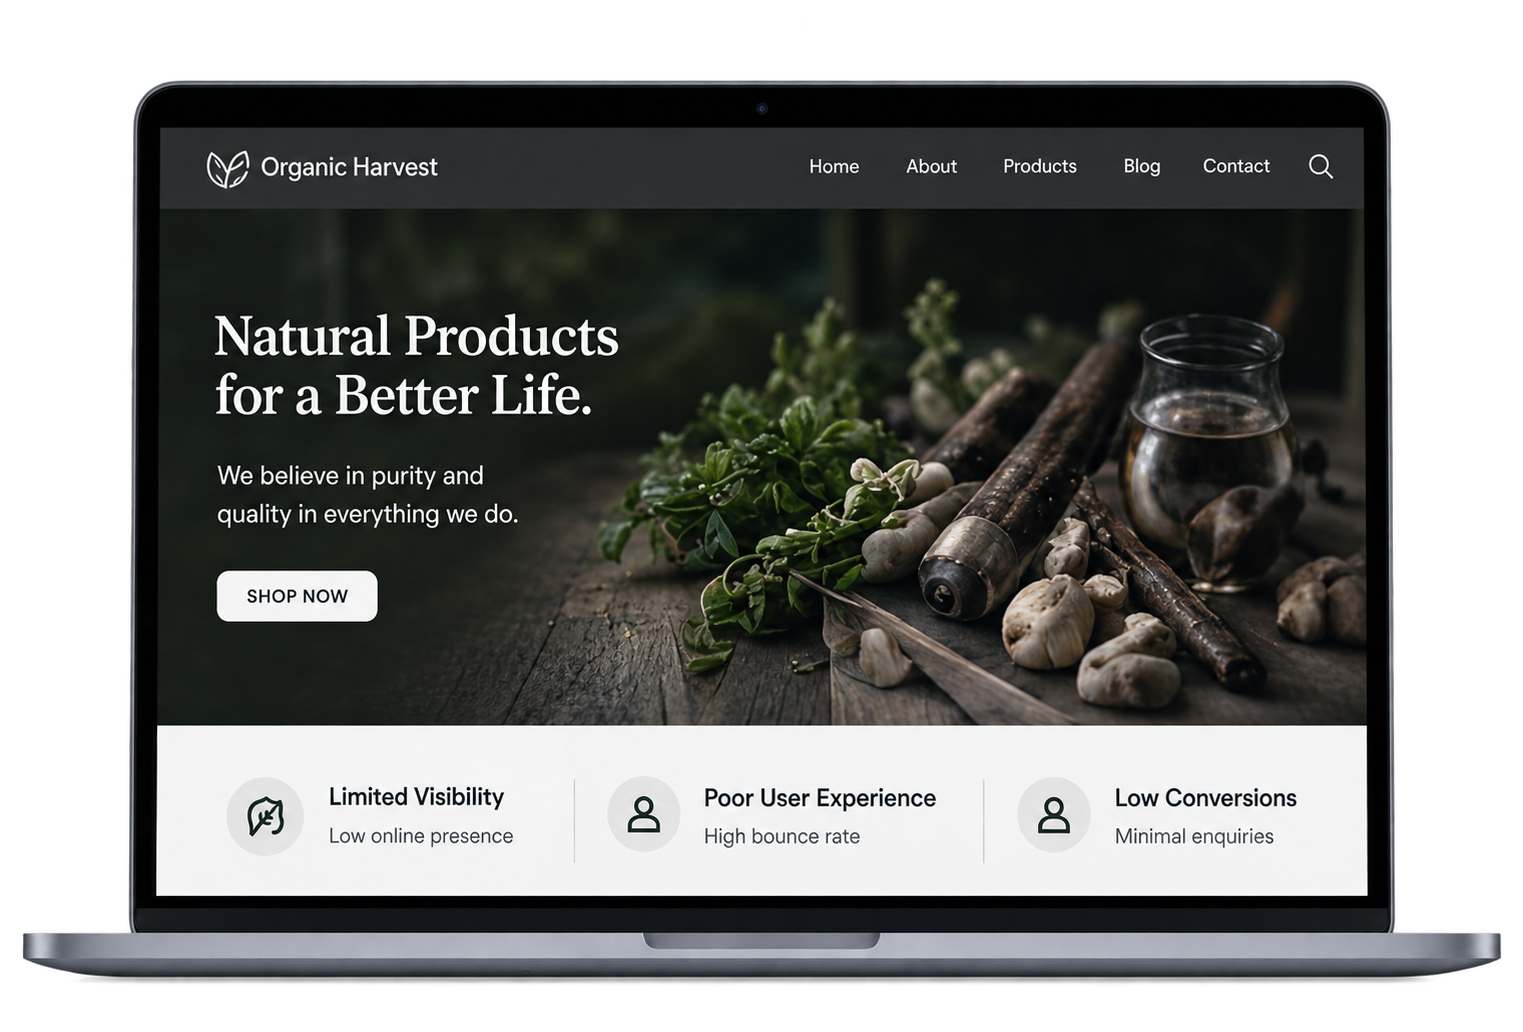 Organic Harvest
Home About Products Blog Contact
Natural Products
for a Better Life.
We believe in purity and
quality in everything we do.
SHOP NOW
Limited Visibility
Low online presence
Poor User Experience
High bounce rate
Low Conversions
Minimal enquiries